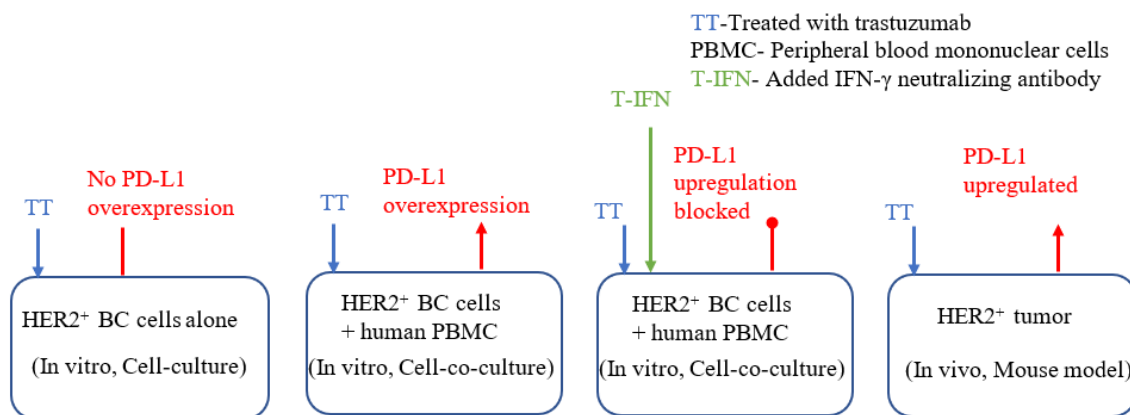 TT-Treated with trastuzumab
PBMC- Peripheral blood mononuclear cells
T-IFN- Added IFN-γ neutralizing antibody
TT
No PD-L1
overexpression
HER2⁺ BC cells alone
(In vitro, Cell-culture)
TT
PD-L1
overexpression
HER2⁺ BC cells
+ human PBMC
(In vitro, Cell-co-culture)
T-IFN
TT
PD-L1
upregulation
blocked
HER2⁺ BC cells
+ human PBMC
(In vitro, Cell-co-culture)
TT
PD-L1
upregulated
HER2⁺ tumor
(In vivo, Mouse model)